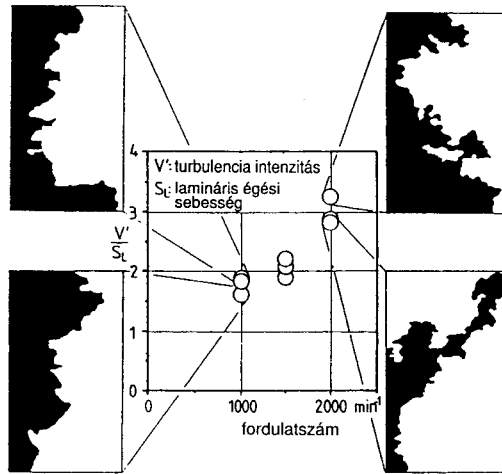 4
V': turbulencia intenzitás
S_L: lamináris égési
sebesség
3
V'
S_L
2
1
0
0 1000 2000 min⁻¹
fordulatszám